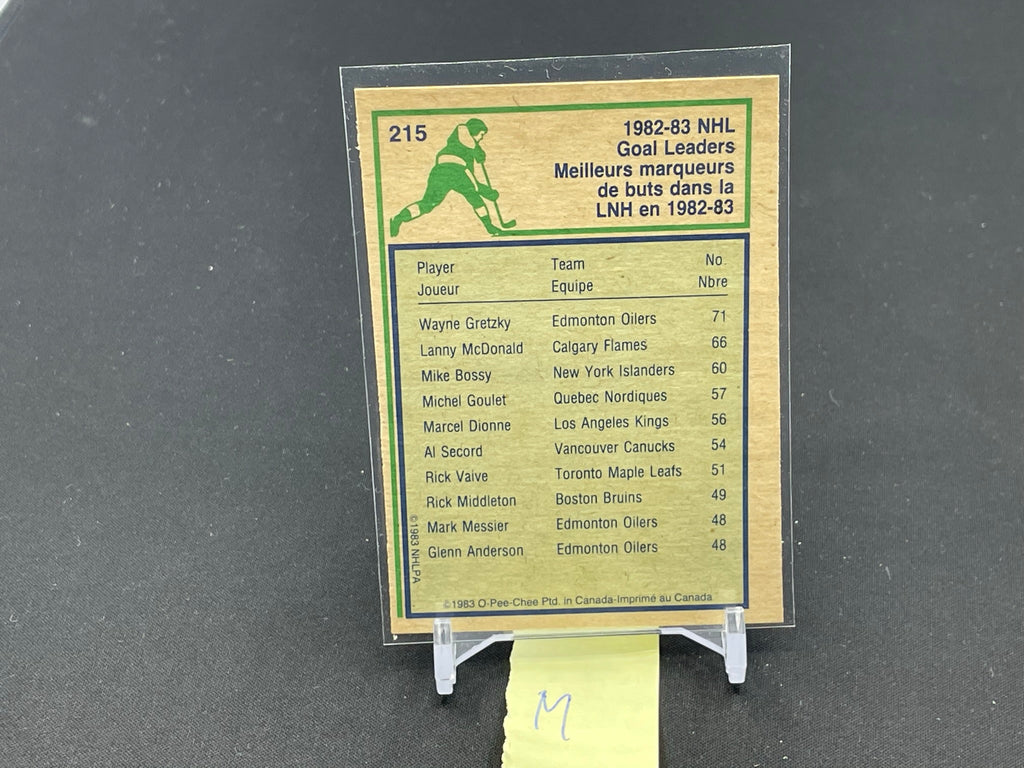 215
1982-83 NHL
Goal Leaders
Meilleurs marqueurs
de buts dans la
LNH en 1982-83
Player Team No.
Joueur Equipe Nbre
Wayne Gretzky Edmonton Oilers 71
Lanny McDonald Calgary Flames 66
Mike Bossy New York Islanders 60
Michel Goulet Quebec Nordiques 57
Marcel Dionne Los Angeles Kings 56
Al Secord Vancouver Canucks 54
Rick Vaive Toronto Maple Leafs 51
Rick Middleton Boston Bruins 49
Mark Messier Edmonton Oilers 48
Glenn Anderson Edmonton Oilers 48
©1983 NHLPA
©1983 O-Pee-Chee Ptd. in Canada-Imprimé au Canada
M